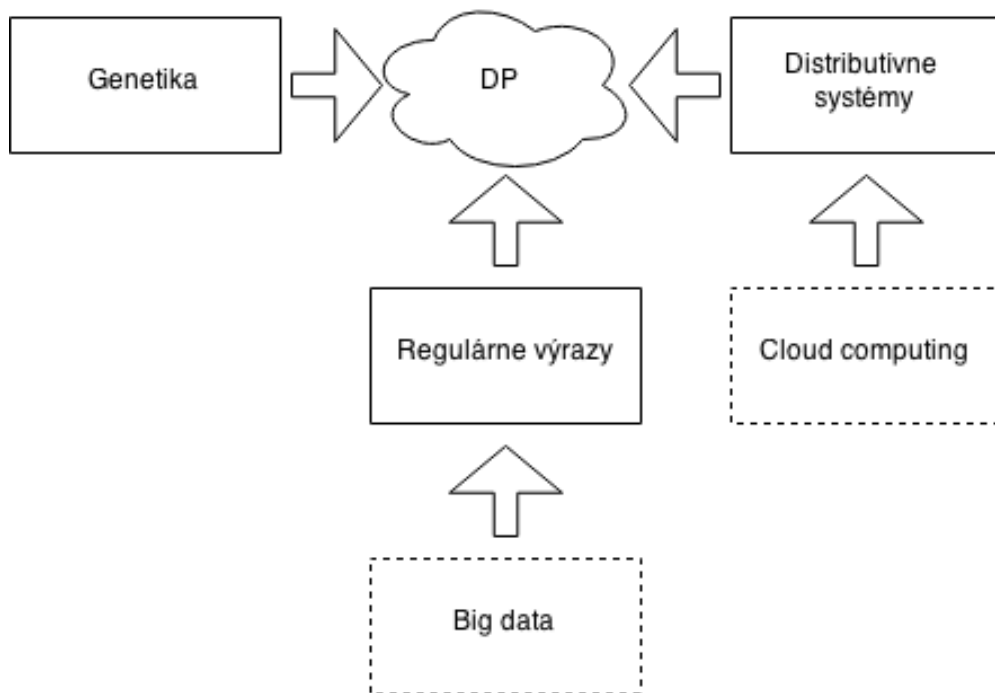 Genetika
DP
Distributívne
systémy
Regulárne výrazy
Cloud computing
Big data